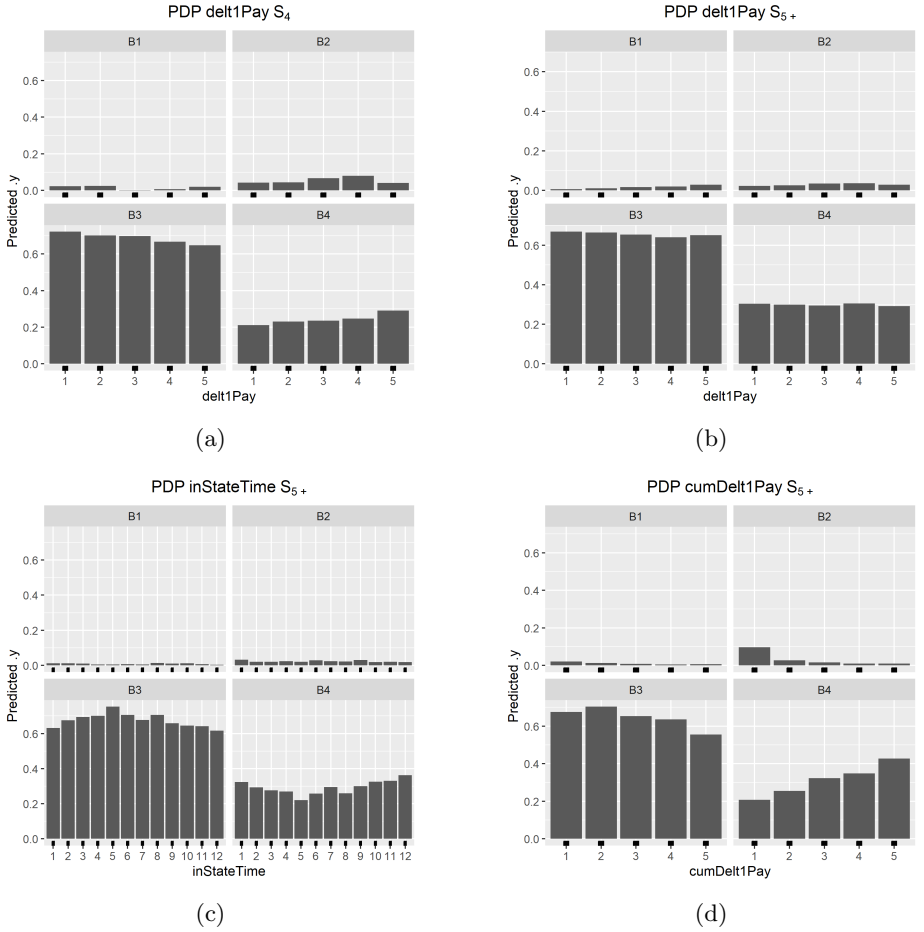 PDP delt1Pay S4
B1 B2
0.6
0.4
0.2
0.0
B3 B4
0.6
0.4
0.2
0.0
Predicted .y
1 2 3 4 5 1 2 3 4 5
delt1Pay
(a)
PDP delt1Pay S5 +
B1 B2
0.6
0.4
0.2
0.0
B3 B4
0.6
0.4
0.2
0.0
Predicted .y
1 2 3 4 5 1 2 3 4 5
delt1Pay
(b)
PDP inStateTime S5 +
B1 B2
0.6
0.4
0.2
0.0
B3 B4
0.6
0.4
0.2
0.0
Predicted .y
1 2 3 4 5 6 7 8 9 10 11 12 1 2 3 4 5 6 7 8 9 10 11 12
inStateTime
(c)
PDP cumDelt1Pay S5 +
B1 B2
0.6
0.4
0.2
0.0
B3 B4
0.6
0.4
0.2
0.0
Predicted .y
1 2 3 4 5 1 2 3 4 5
cumDelt1Pay
(d)